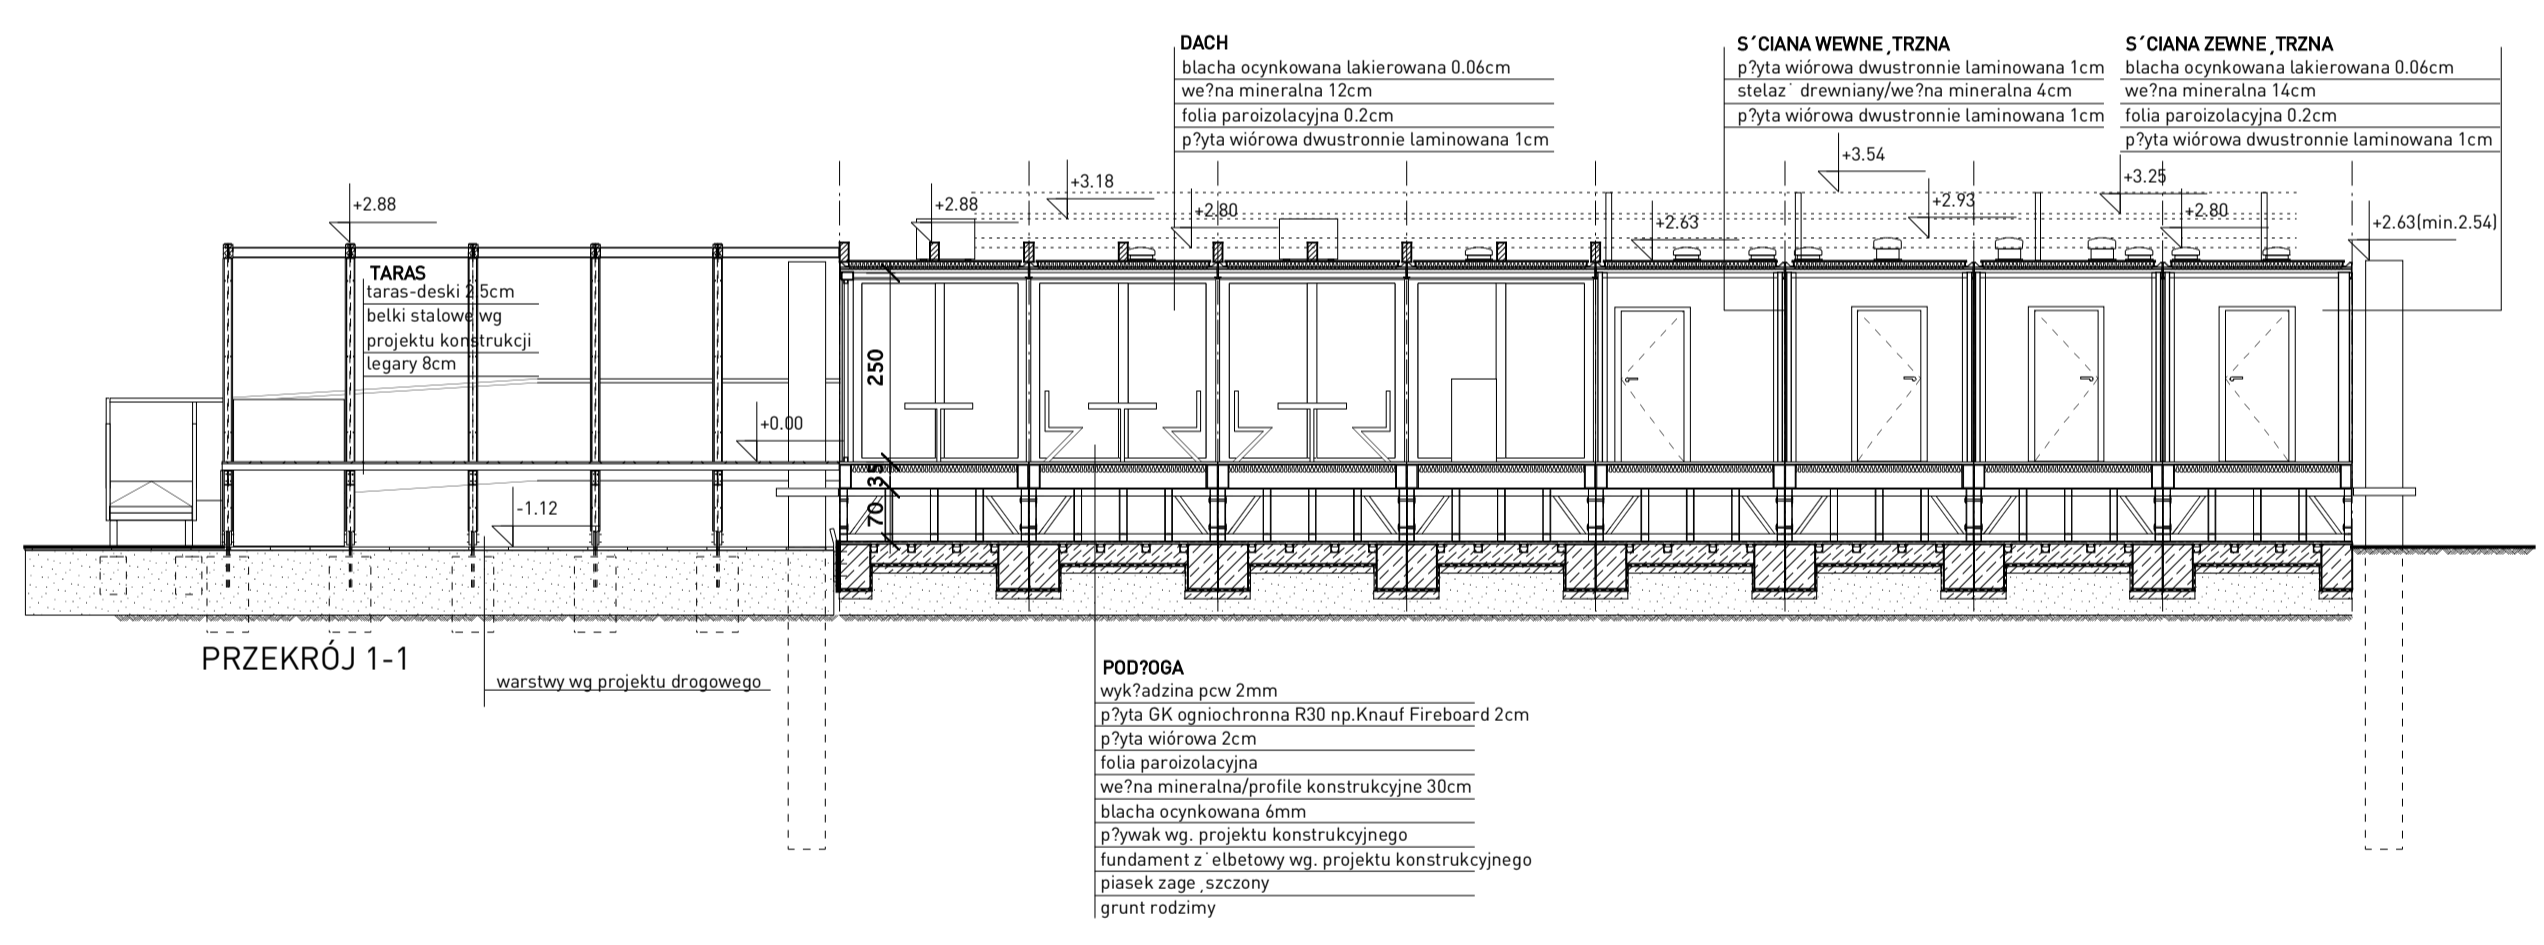 DACH
blacha ocynkowana lakierowana 0.06cm
we?na mineralna 12cm
folia paroizolacyjna 0.2cm
p?yta wiórowa dwustronnie laminowana 1cm
S´CIANA WEWNE¸TRZNA
p?yta wiórowa dwustronnie laminowana 1cm
stelaz˙ drewniany/we?na mineralna 4cm
p?yta wiórowa dwustronnie laminowana 1cm
S´CIANA ZEWNE¸TRZNA
blacha ocynkowana lakierowana 0.06cm
we?na mineralna 14cm
folia paroizolacyjna 0.2cm
p?yta wiórowa dwustronnie laminowana 1cm
+2.88
+2.88
+3.18
+2.80
+2.63
+3.54
+2.93
+3.25
+2.80
+2.63(min.2.54)
TARAS
taras-deski 2.5cm
belki stalowe wg
projektu konstrukcji
legary 8cm
250
+0.00
35
70
-1.12
PRZEKRÓJ 1-1
warstwy wg projektu drogowego
POD?OGA
wyk?adzina pcw 2mm
p?yta GK ogniochronna R30 np.Knauf Fireboard 2cm
p?yta wiórowa 2cm
folia paroizolacyjna
we?na mineralna/profile konstrukcyjne 30cm
blacha ocynkowana 6mm
p?ywak wg. projektu konstrukcyjnego
fundament z˙elbetowy wg. projektu konstrukcyjnego
piasek zage¸szczony
grunt rodzimy